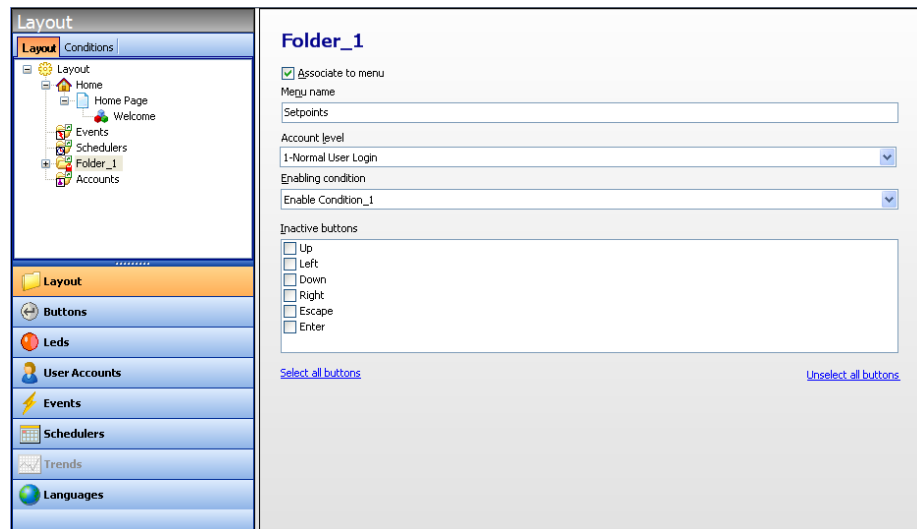 Layout
Layout Conditions
Layout
Home
Home Page
Welcome
Events
Schedulers
Folder_1
Accounts
Layout
Buttons
Leds
User Accounts
Events
Schedulers
Trends
Languages
Folder_1
Associate to menu
Menu name
Setpoints
Account level
1-Normal User Login
Enabling condition
Enable Condition_1
Inactive buttons
Up
Left
Down
Right
Escape
Enter
Select all buttons
Unselect all buttons